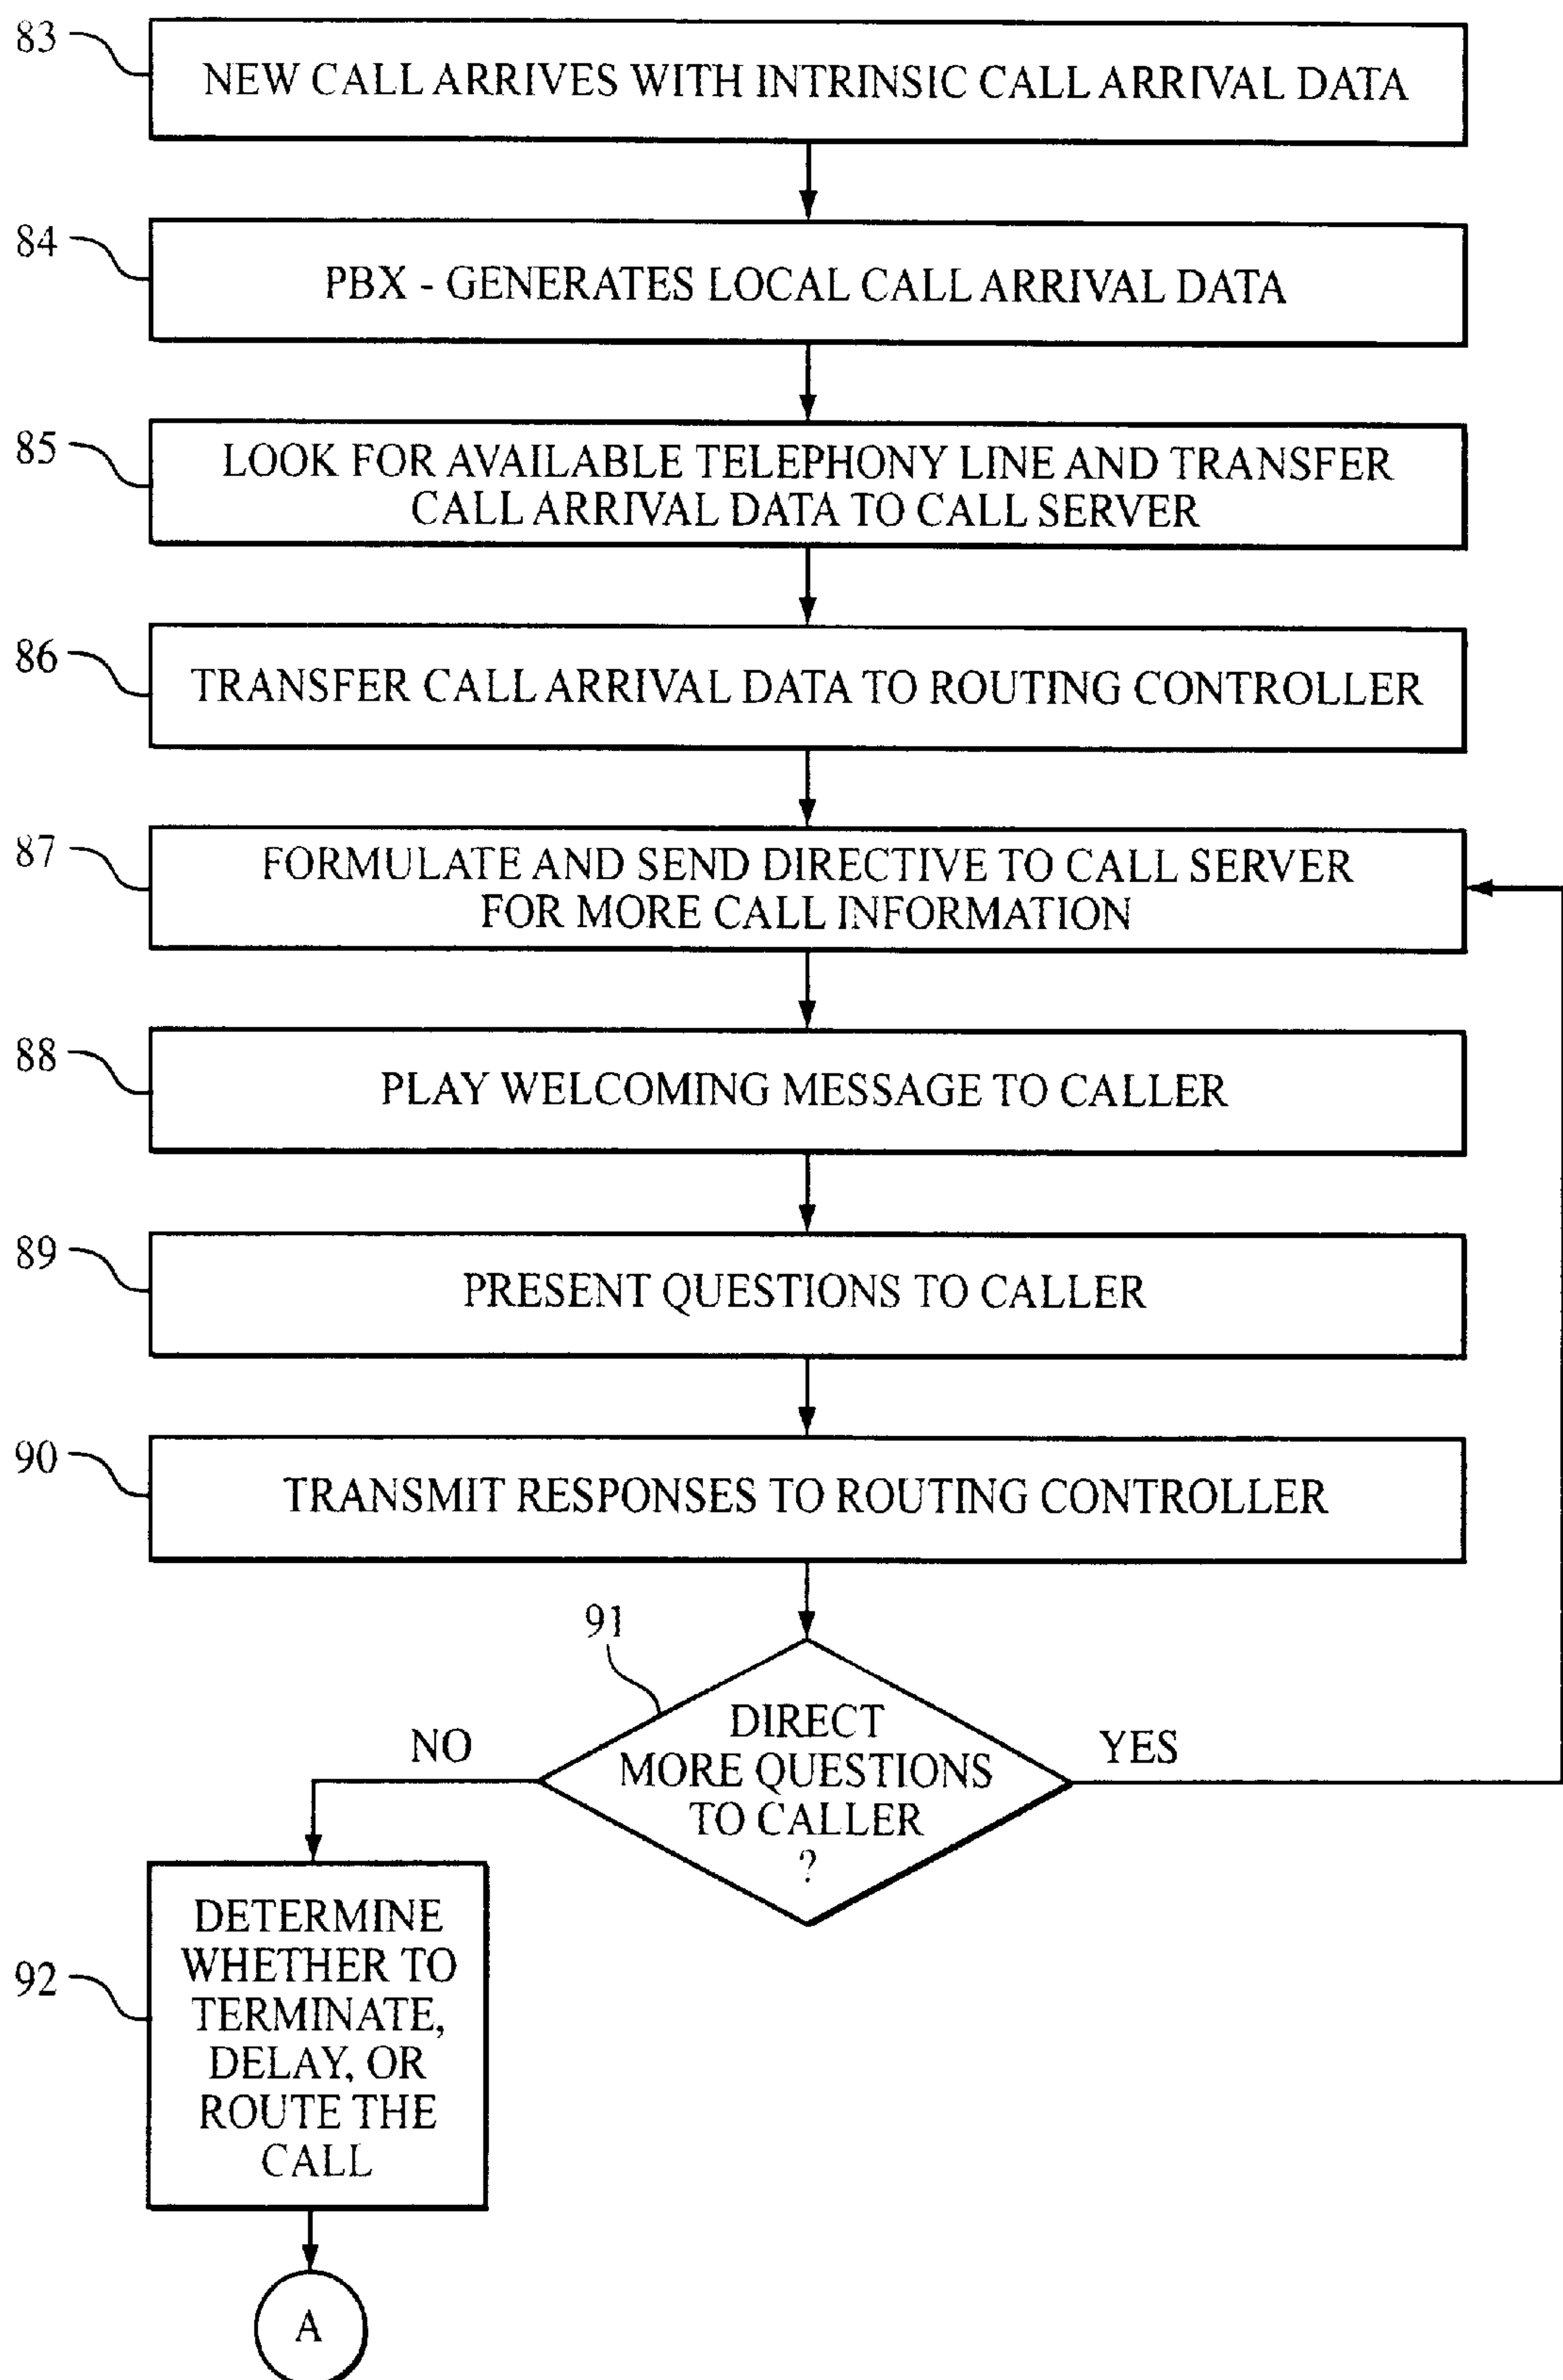 83
NEW CALL ARRIVES WITH INTRINSIC CALL ARRIVAL DATA
84
PBX - GENERATES LOCAL CALL ARRIVAL DATA
85
LOOK FOR AVAILABLE TELEPHONY LINE AND TRANSFER
CALL ARRIVAL DATA TO CALL SERVER
86
TRANSFER CALL ARRIVAL DATA TO ROUTING CONTROLLER
87
FORMULATE AND SEND DIRECTIVE TO CALL SERVER
FOR MORE CALL INFORMATION
88
PLAY WELCOMING MESSAGE TO CALLER
89
PRESENT QUESTIONS TO CALLER
90
TRANSMIT RESPONSES TO ROUTING CONTROLLER
91
DIRECT
MORE QUESTIONS
TO CALLER
?
NO
YES
92
DETERMINE
WHETHER TO
TERMINATE,
DELAY, OR
ROUTE THE
CALL
A